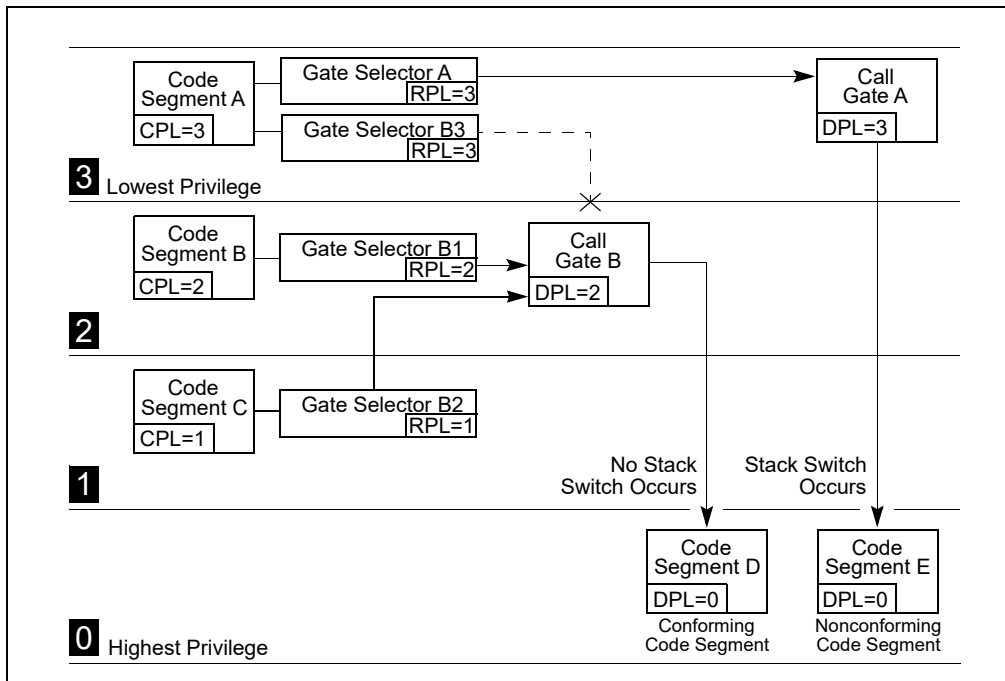 Code
Segment A
CPL=3
Gate Selector A
RPL=3
Gate Selector B3
RPL=3
Call
Gate A
DPL=3
3 Lowest Privilege
Code
Segment B
CPL=2
Gate Selector B1
RPL=2
Call
Gate B
DPL=2
2
Code
Segment C
CPL=1
Gate Selector B2
RPL=1
No Stack
Switch Occurs
Stack Switch
Occurs
1
Code
Segment D
DPL=0
Conforming
Code Segment
Code
Segment E
DPL=0
Nonconforming
Code Segment
0 Highest Privilege